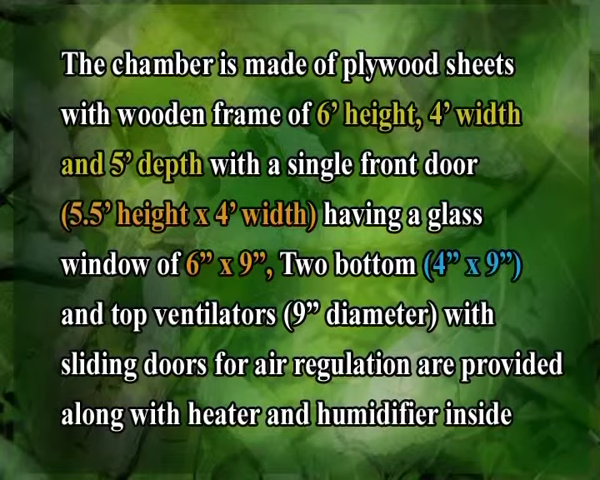 The chamber is made of plywood sheets
with wooden frame of 6’ height, 4’ width
and 5’ depth with a single front door
(5.5’ height x 4’ width) having a glass
window of 6” x 9”, Two bottom (4” x 9”)
and top ventilators (9” diameter) with
sliding doors for air regulation are provided
along with heater and humidifier inside